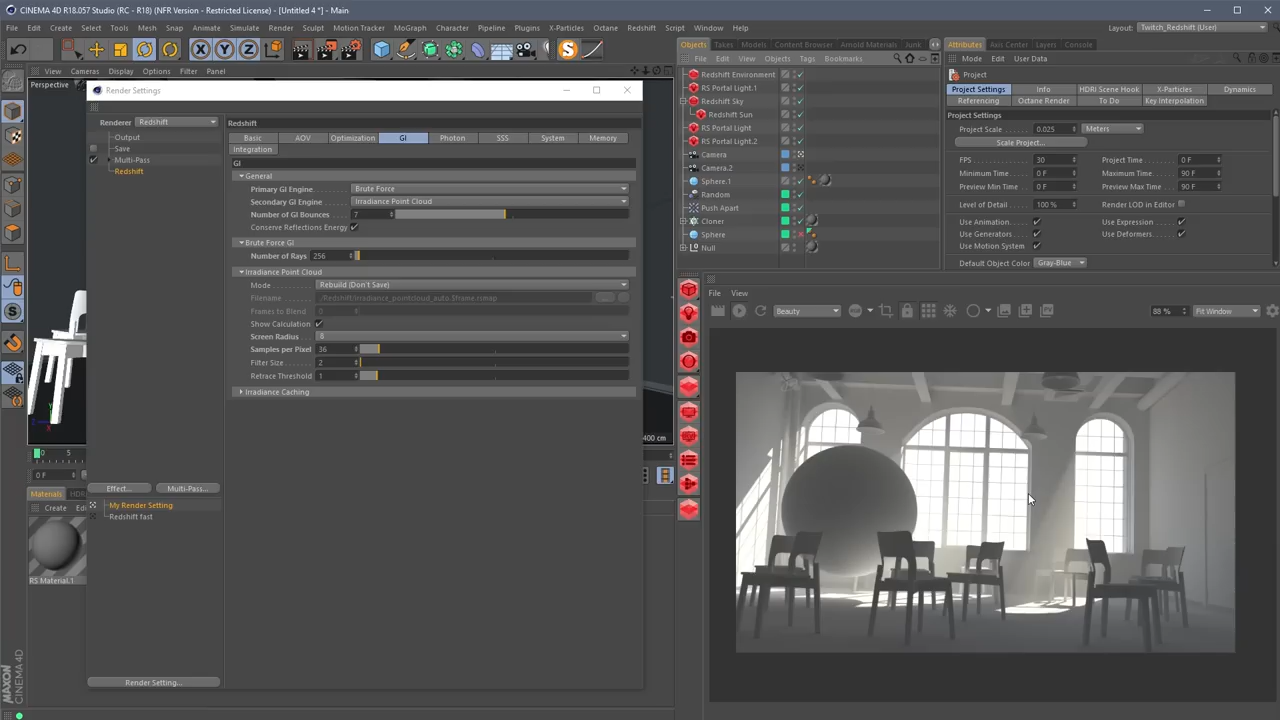 CINEMA 4D R18.057 Studio (RC - R18) (NFR Version - Restricted License) - [Untitled 4 *] - Main
File Edit Create Select Tools Mesh Snap Animate Simulate Render Sculpt Motion Tracker MoGraph Character Pipeline Plugins X-Particles Octane Redshift Script Window Help Layout: Twitch_Redshift (User)
X Y Z S
View Cameras Display Options Filter Panel
Perspective
Render Settings
Renderer Redshift
Output
Save
Multi-Pass
Redshift
Effect... Multi-Pass...
My Render Setting
Redshift fast
Render Setting...
Redshift
Basic AOV Optimization GI Photon SSS System Memory
Integration
GI
General
Primary GI Engine Brute Force
Secondary GI Engine Irradiance Point Cloud
Number of GI Bounces 7
Conserve Reflections Energy
Brute Force GI
Number of Rays 256
Irradiance Point Cloud
Mode Rebuild (Don't Save)
Filename ./Redshift/irradiance_pointcloud_auto.$frame.rsmap
Frames to Blend 0
Show Calculation
Screen Radius 8
Samples per Pixel 36
Filter Size 2
Retrace Threshold 1
Irradiance Caching
400 cm
0 5
0 F
Materials
Create
RS Material.1
MAXON
CINEMA 4D
Objects Takes Models Content Browser Arnold Materials Junk
File Edit View Objects Tags Bookmarks
Redshift Environment
RS Portal Light.1
Redshift Sky
Redshift Sun
RS Portal Light
RS Portal Light.2
Camera
Camera.2
Sphere.1
Random
Push Apart
Cloner
Sphere
Null
Attributes Axis Center Layers Console
Mode Edit User Data
Project
Project Settings Info HDRI Scene Hook X-Particles Dynamics
Referencing Octane Render To Do Key Interpolation
Project Settings
Project Scale 0.025 Meters
Scale Project...
FPS 30 Project Time 0 F
Minimum Time 0 F Maximum Time 90 F
Preview Min Time 0 F Preview Max Time 90 F
Level of Detail 100 % Render LOD in Editor
Use Animation Use Expression
Use Generators Use Deformers
Use Motion System
Default Object Color Gray-Blue
File View
Beauty 88 % Fit Window